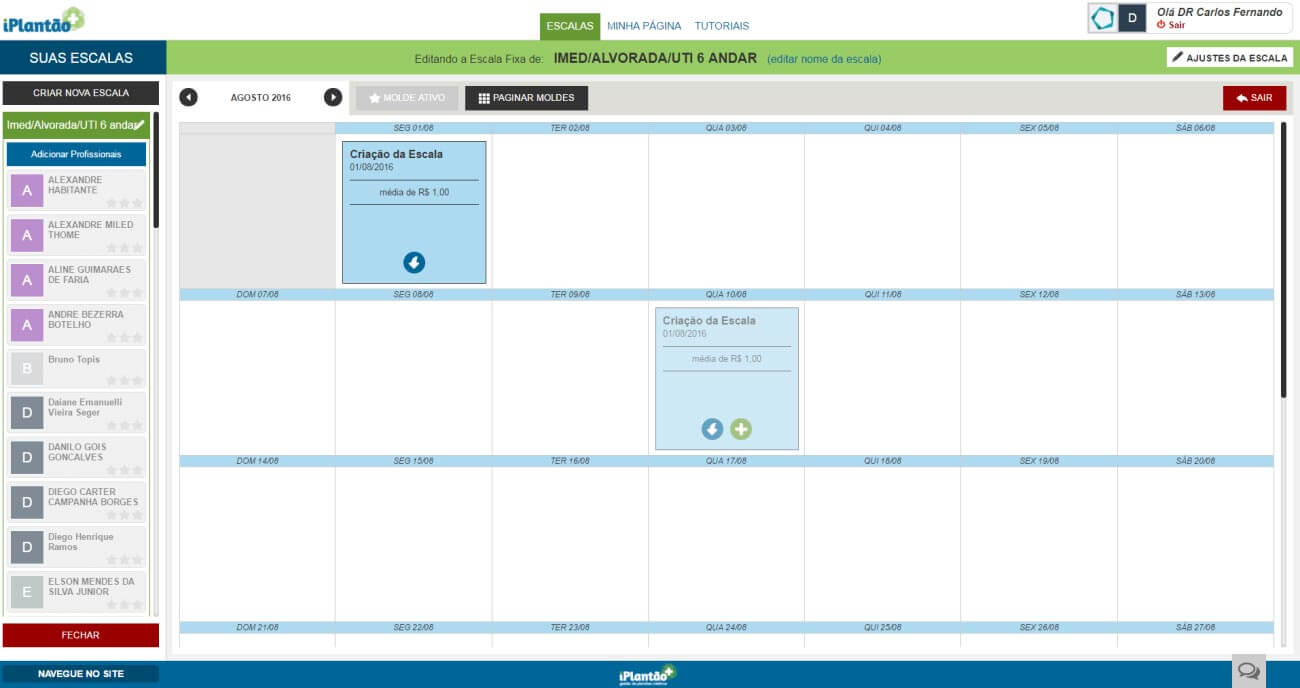 iPlantão
ESCALAS
MINHA PÁGINA
TUTORIAIS
D
Olá DR Carlos Fernando
Sair
SUAS ESCALAS
Editando a Escala Fixa de: IMED/ALVORADA/UTI 6 ANDAR (editar nome da escala)
AJUSTES DA ESCALA
CRIAR NOVA ESCALA
Imed/Alvorada/UTI 6 andar
Adicionar Profissionais
A
ALEXANDRE
HABITANTE
A
ALEXANDRE MILED
THOME
A
ALINE GUIMARAES
DE FARIA
A
ANDRE BEZERRA
BOTELHO
B
Bruno Topis
D
Daiane Emanuelli
Vieira Seger
D
DANILO GOIS
GONCALVES
D
DIEGO CARTER
CAMPANHA BORGES
D
Diego Henrique
Ramos
E
ELSON MENDES DA
SILVA JUNIOR
FECHAR
AGOSTO 2016
MOLDE ATIVO
PAGINAR MOLDES
SAIR
SEG 01/08
TER 02/08
QUA 03/08
QUI 04/08
SEX 05/08
SÁB 06/08
Criação da Escala
01/08/2016
média de R$ 1,00
DOM 07/08
SEG 08/08
TER 09/08
QUA 10/08
QUI 11/08
SEX 12/08
SÁB 13/08
Criação da Escala
01/08/2016
média de R$ 1,00
DOM 14/08
SEG 15/08
TER 16/08
QUA 17/08
QUI 18/08
SEX 19/08
SÁB 20/08
DOM 21/08
SEG 22/08
TER 23/08
QUA 24/08
QUI 25/08
SEX 26/08
SÁB 27/08
NAVEGUE NO SITE
iPlantão